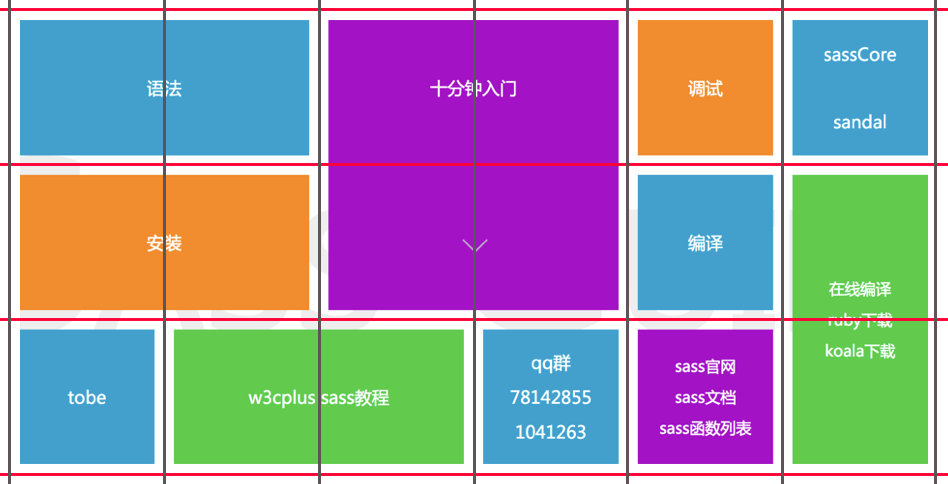 语法
十分钟入门
调试
sassCore
sandal
安装
编译
在线编译
ruby下载
koala下载
tobe
w3cplus sass教程
qq群
78142855
1041263
sass官网
sass文档
sass函数列表